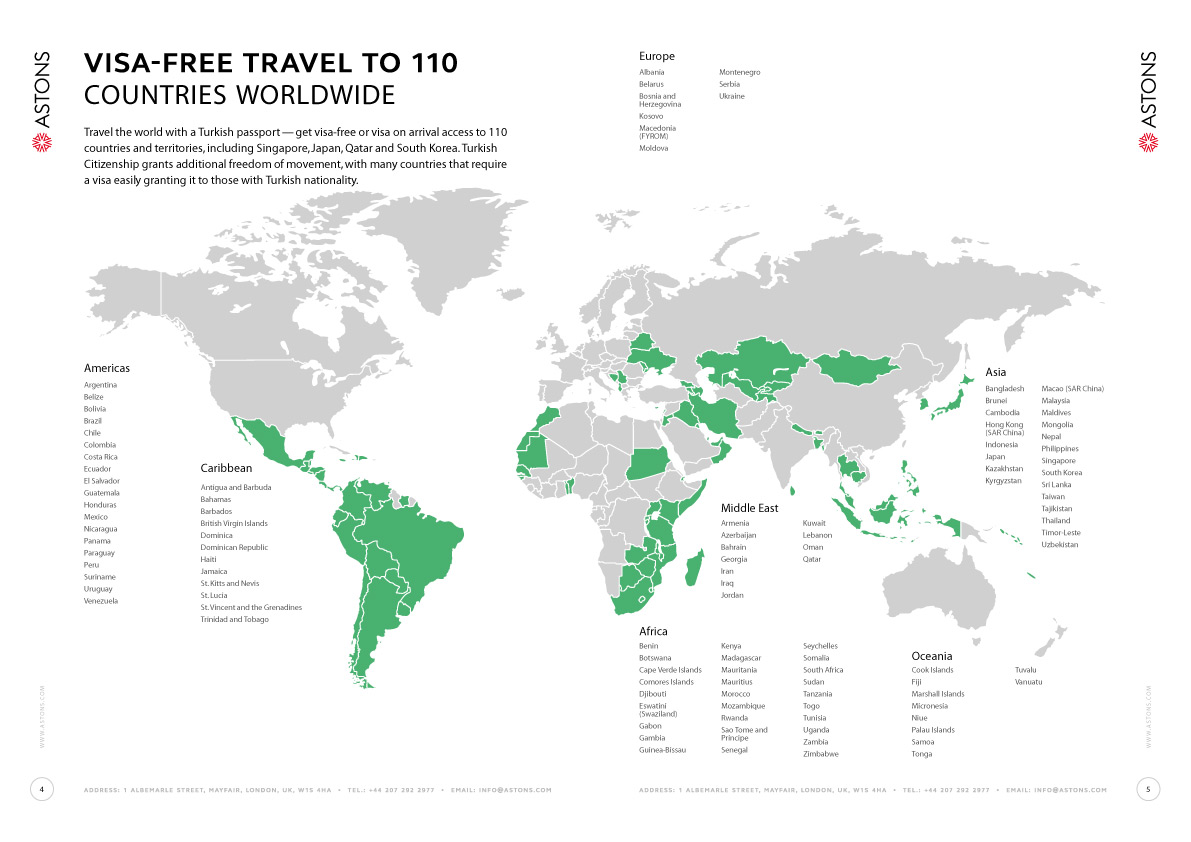 ASTONS
VISA-FREE TRAVEL TO 110
COUNTRIES WORLDWIDE
Travel the world with a Turkish passport — get visa-free or visa on arrival access to 110
countries and territories, including Singapore, Japan, Qatar and South Korea. Turkish
Citizenship grants additional freedom of movement, with many countries that require
a visa easily granting it to those with Turkish nationality.
Americas
Argentina
Belize
Bolivia
Brazil
Chile
Colombia
Costa Rica
Ecuador
El Salvador
Guatemala
Honduras
Mexico
Nicaragua
Panama
Paraguay
Peru
Suriname
Uruguay
Venezuela
Caribbean
Antigua and Barbuda
Bahamas
Barbados
British Virgin Islands
Dominica
Dominican Republic
Haiti
Jamaica
St. Kitts and Nevis
St. Lucia
St. Vincent and the Grenadines
Trinidad and Tobago
WWW.ASTONS.COM
4
ADDRESS: 1 ALBEMARLE STREET, MAYFAIR, LONDON, UK, W1S 4HA • TEL.: +44 207 292 2977 • EMAIL: INFO@ASTONS.COM
Europe
Albania
Belarus
Bosnia and
Herzegovina
Kosovo
Macedonia
(FYROM)
Moldova
Montenegro
Serbia
Ukraine
ASTONS
Asia
Bangladesh
Brunei
Cambodia
Hong Kong
(SAR China)
Indonesia
Japan
Kazakhstan
Kyrgyzstan
Macao (SAR China)
Malaysia
Maldives
Mongolia
Nepal
Philippines
Singapore
South Korea
Sri Lanka
Taiwan
Tajikistan
Thailand
Timor-Leste
Uzbekistan
Middle East
Armenia
Azerbaijan
Bahrain
Georgia
Iran
Iraq
Jordan
Kuwait
Lebanon
Oman
Qatar
Africa
Benin
Botswana
Cape Verde Islands
Comores Islands
Djibouti
Eswatini
(Swaziland)
Gabon
Gambia
Guinea-Bissau
Kenya
Madagascar
Mauritania
Mauritius
Morocco
Mozambique
Rwanda
Sao Tome and
Principe
Senegal
Seychelles
Somalia
South Africa
Sudan
Tanzania
Togo
Tunisia
Uganda
Zambia
Zimbabwe
Oceania
Cook Islands
Fiji
Marshall Islands
Micronesia
Niue
Palau Islands
Samoa
Tonga
Tuvalu
Vanuatu
WWW.ASTONS.COM
ADDRESS: 1 ALBEMARLE STREET, MAYFAIR, LONDON, UK, W1S 4HA • TEL.: +44 207 292 2977 • EMAIL: INFO@ASTONS.COM
5